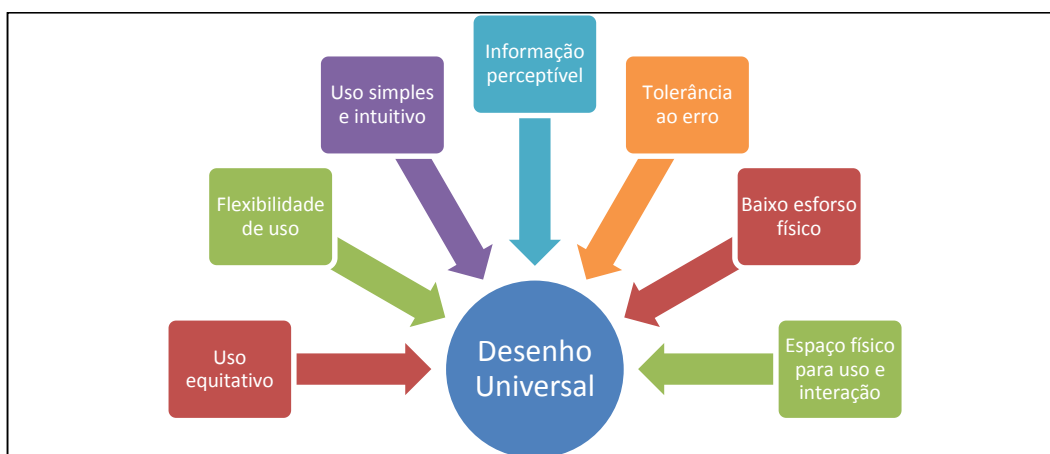 Informação
perceptível
Uso simples
e intuitivo
Tolerância
ao erro
Flexibilidade
de uso
Baixo esforso
físico
Uso
equitativo
Desenho
Universal
Espaço físico
para uso e
interação